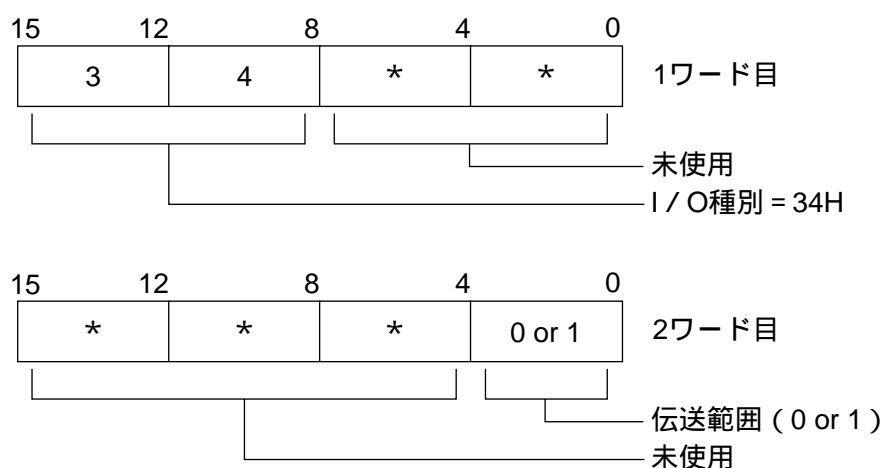 15 12 8 4 0
3 4 * * 1ワード目
未使用
I/O種別 = 34H
15 12 8 4 0
* * * 0 or 1 2ワード目
伝送範囲(0 or 1)
未使用